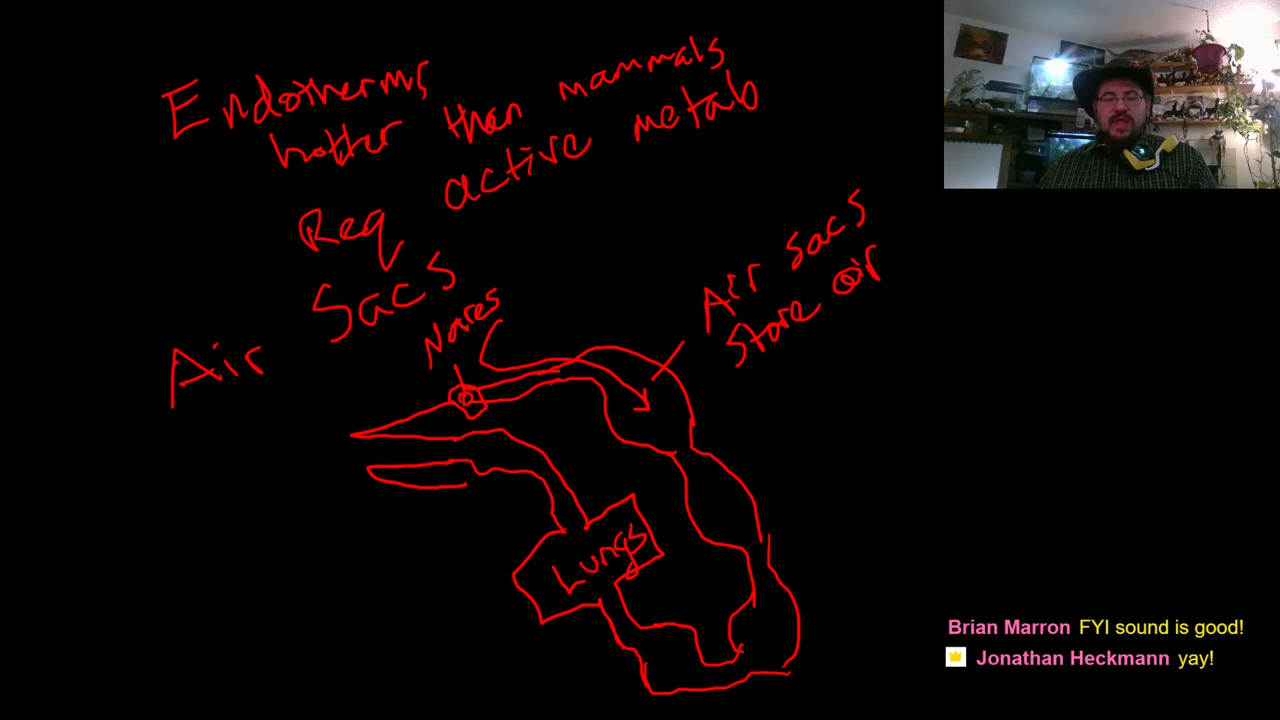 Endotherms
hotter than mammals
Req active metab
Air Sacs
Nares
Air sacs
store air
Lungs
Brian Marron FYI sound is good!
Jonathan Heckmann yay!